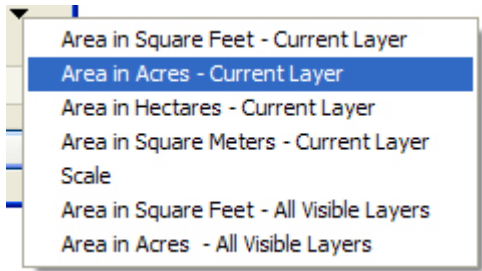 Area in Square Feet - Current Layer
Area in Acres - Current Layer
Area in Hectares - Current Layer
Area in Square Meters - Current Layer
Scale
Area in Square Feet - All Visible Layers
Area in Acres  - All Visible Layers